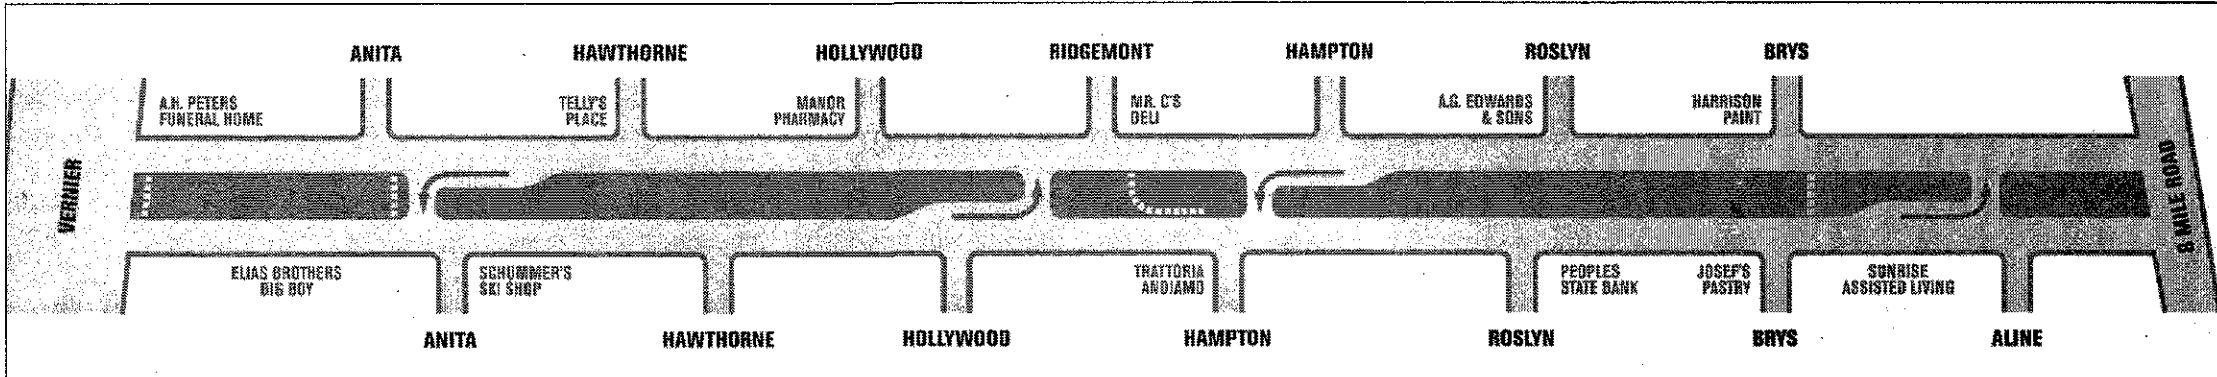 ANITA
HAWTHORNE
HOLLYWOOD
RIDGEMONT
HAMPTON
ROSLYN
BRYS
A.H. PETERS
FUNERAL HOME
TELLY'S
PLACE
MANOR
PHARMACY
MR. C'S
DELI
A.G. EDWARDS
& SONS
HARRISON
PAINT
VERNIER
8 MILE ROAD
ELIAS BROTHERS
BIG BOY
SCHUMMER'S
SKI SHOP
TRATTORIA
ANDIAMO
PEOPLES
STATE BANK
JOSEF'S
PASTRY
SUNRISE
ASSISTED LIVING
ANITA
HAWTHORNE
HOLLYWOOD
HAMPTON
ROSLYN
BRYS
ALINE